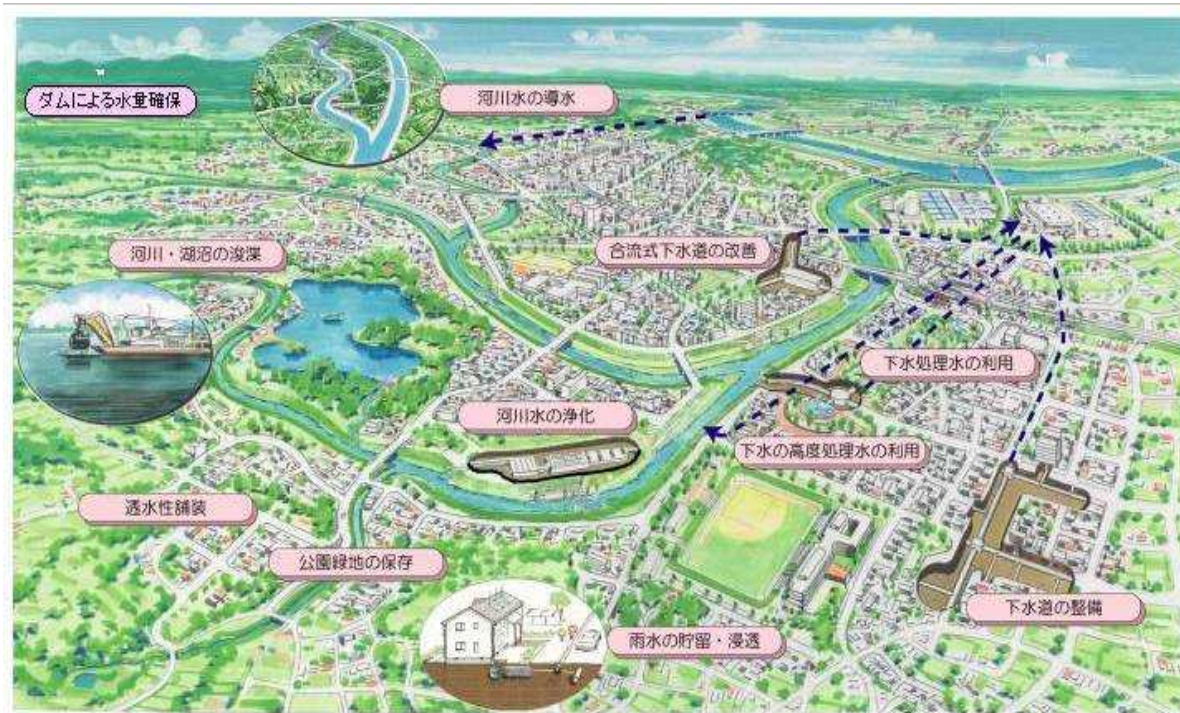 ダムによる水量確保
河川水の導水
河川・湖沼の浚渫
合流式下水道の改善
下水処理水の利用
河川水の浄化
下水の高度処理水の利用
透水性舗装
公園緑地の保存
下水道の整備
雨水の貯留・浸透